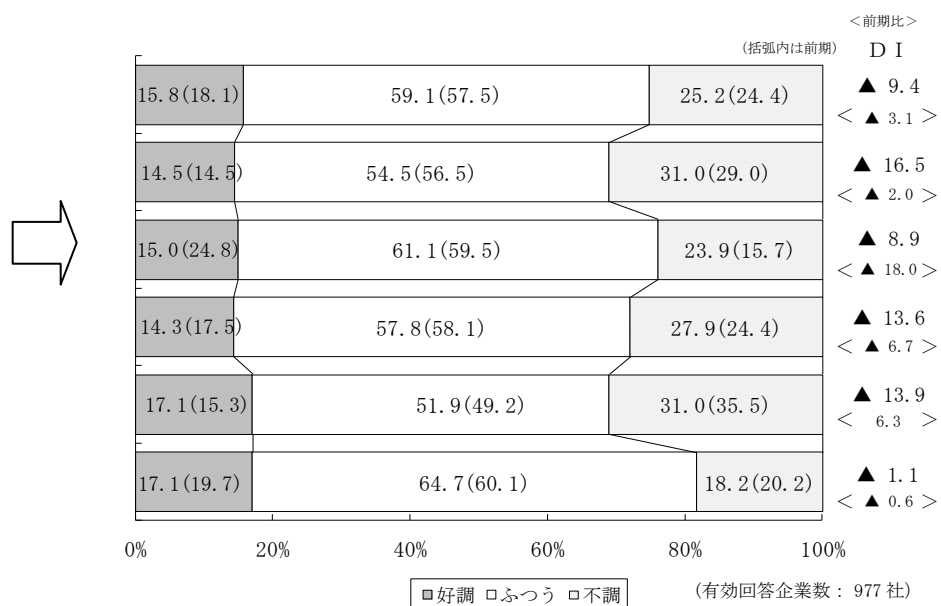 ＜前期比＞
(括弧内は前期) ＤＩ
15.8(18.1) 59.1(57.5) 25.2(24.4) ▲ 9.4
＜ ▲ 3.1 ＞
14.5(14.5) 54.5(56.5) 31.0(29.0) ▲ 16.5
＜ ▲ 2.0 ＞
15.0(24.8) 61.1(59.5) 23.9(15.7) ▲ 8.9
＜ ▲ 18.0 ＞
14.3(17.5) 57.8(58.1) 27.9(24.4) ▲ 13.6
＜ ▲ 6.7 ＞
17.1(15.3) 51.9(49.2) 31.0(35.5) ▲ 13.9
＜ 6.3 ＞
17.1(19.7) 64.7(60.1) 18.2(20.2) ▲ 1.1
＜ ▲ 0.6 ＞
0% 20% 40% 60% 80% 100%
好調 ふつう 不調 (有効回答企業数：977社)